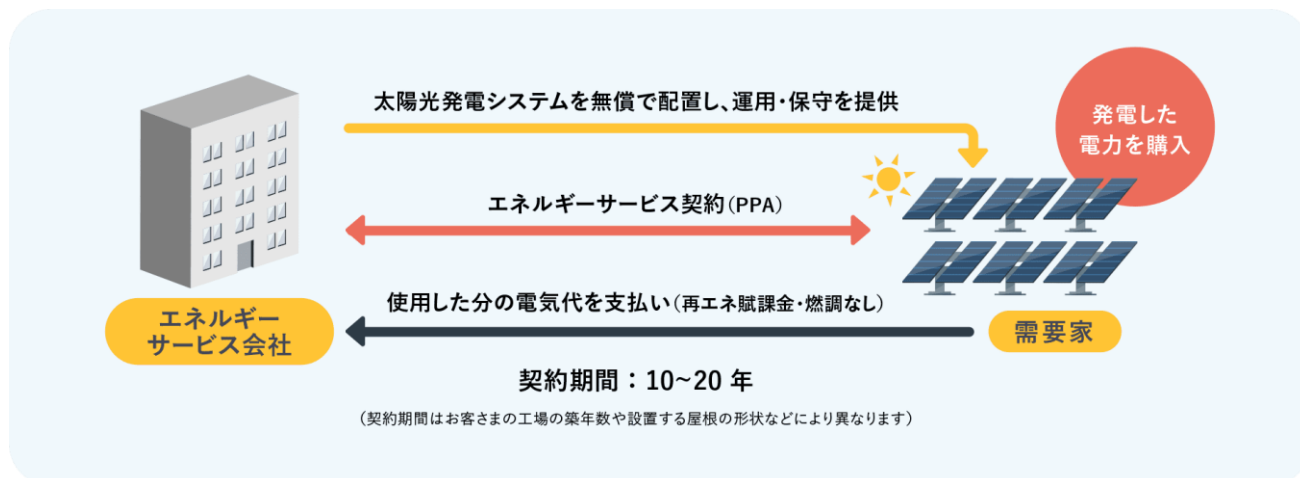 太陽光発電システムを無償で配置し、運用・保守を提供
発電した
電力を購入
エネルギーサービス契約(PPA)
使用した分の電気代を支払い(再エネ賦課金・燃調なし)
エネルギー
サービス会社
需要家
契約期間:10~20 年
(契約期間はお客さまの工場の築年数や設置する屋根の形状などにより異なります)